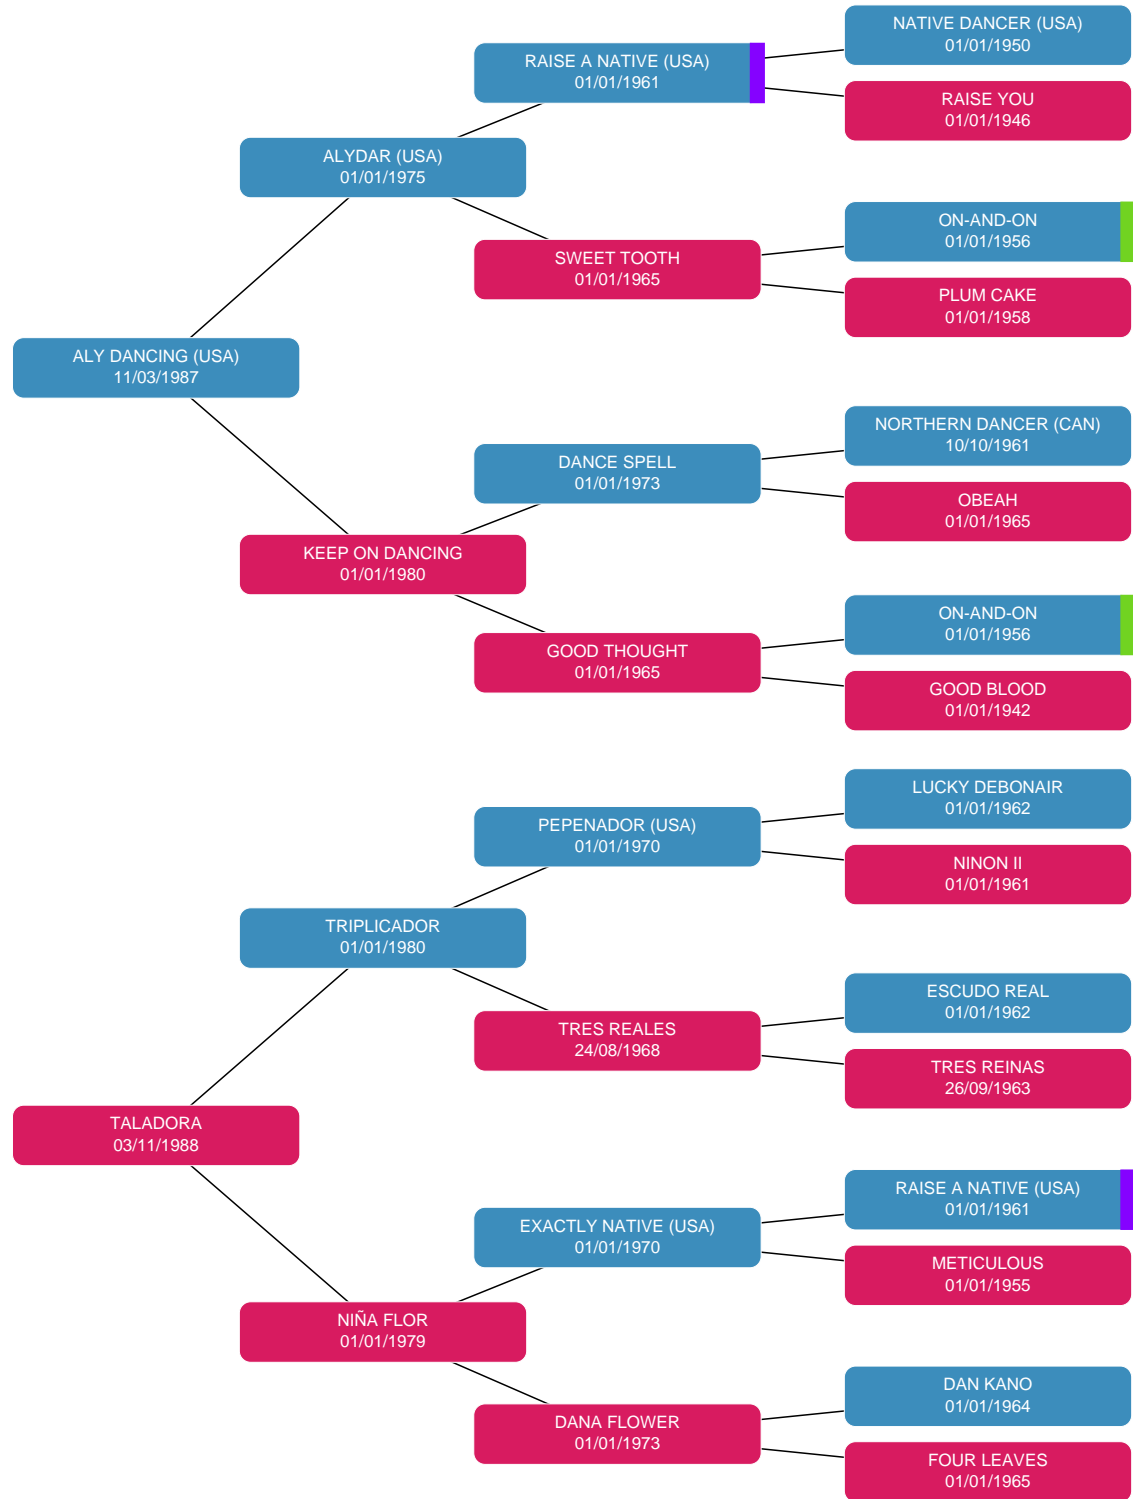 NATIVE DANCER (USA)
01/01/1950
RAISE A NATIVE (USA)
01/01/1961
RAISE YOU
01/01/1946
ALYDAR (USA)
01/01/1975
ON-AND-ON
01/01/1956
SWEET TOOTH
01/01/1965
PLUM CAKE
01/01/1958
ALY DANCING (USA)
11/03/1987
NORTHERN DANCER (CAN)
10/10/1961
DANCE SPELL
01/01/1973
OBEAH
01/01/1965
KEEP ON DANCING
01/01/1980
ON-AND-ON
01/01/1956
GOOD THOUGHT
01/01/1965
GOOD BLOOD
01/01/1942
LUCKY DEBONAIR
01/01/1962
PEPENADOR (USA)
01/01/1970
NINON II
01/01/1961
TRIPLICADOR
01/01/1980
ESCUDO REAL
01/01/1962
TRES REALES
24/08/1968
TRES REINAS
26/09/1963
TALADORA
03/11/1988
RAISE A NATIVE (USA)
01/01/1961
EXACTLY NATIVE (USA)
01/01/1970
METICULOUS
01/01/1955
NIÑA FLOR
01/01/1979
DAN KANO
01/01/1964
DANA FLOWER
01/01/1973
FOUR LEAVES
01/01/1965